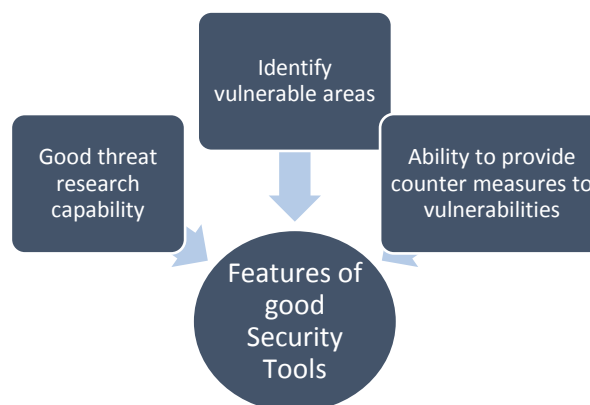 Identify
vulnerable areas
Good threat
research
capability
Ability to provide
counter measures to
vulnerabilities
Features of
good
Security
Tools